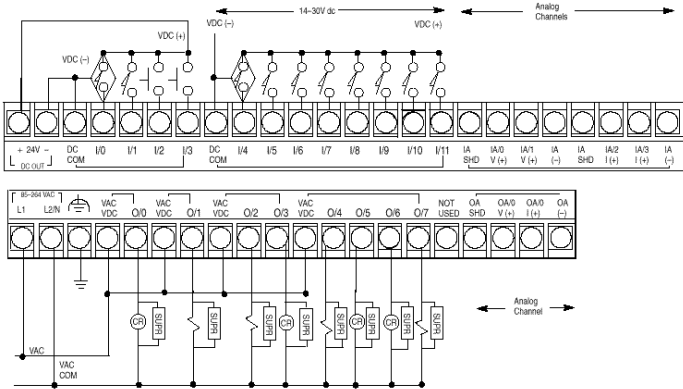 14-30V dc
Analog
Channels
VDC (-)
VDC (+)
VDC (+)
VDC (-)
+ 24V - DC COM I/0 I/1 I/2 I/3 DC COM I/4 I/5 I/6 I/7 I/8 I/9 I/10 I/11 IA SHD IA/0 V (+) IA/1 V (+) IA (-) IA SHD IA/2 I (+) IA/3 I (+) IA (-)
DC OUT
85-264 VAC
L1 L2/N VAC VDC O/0 VAC VDC O/1 VAC VDC O/2 O/3 VAC VDC O/4 O/5 O/6 O/7 NOT USED OA SHD OA/0 V (+) OA/0 I (+) OA (-)
CR SUPR SUPR SUPR CR SUPR SUPR CR SUPR CR SUPR SUPR
Analog
Channel
VAC
VAC
COM